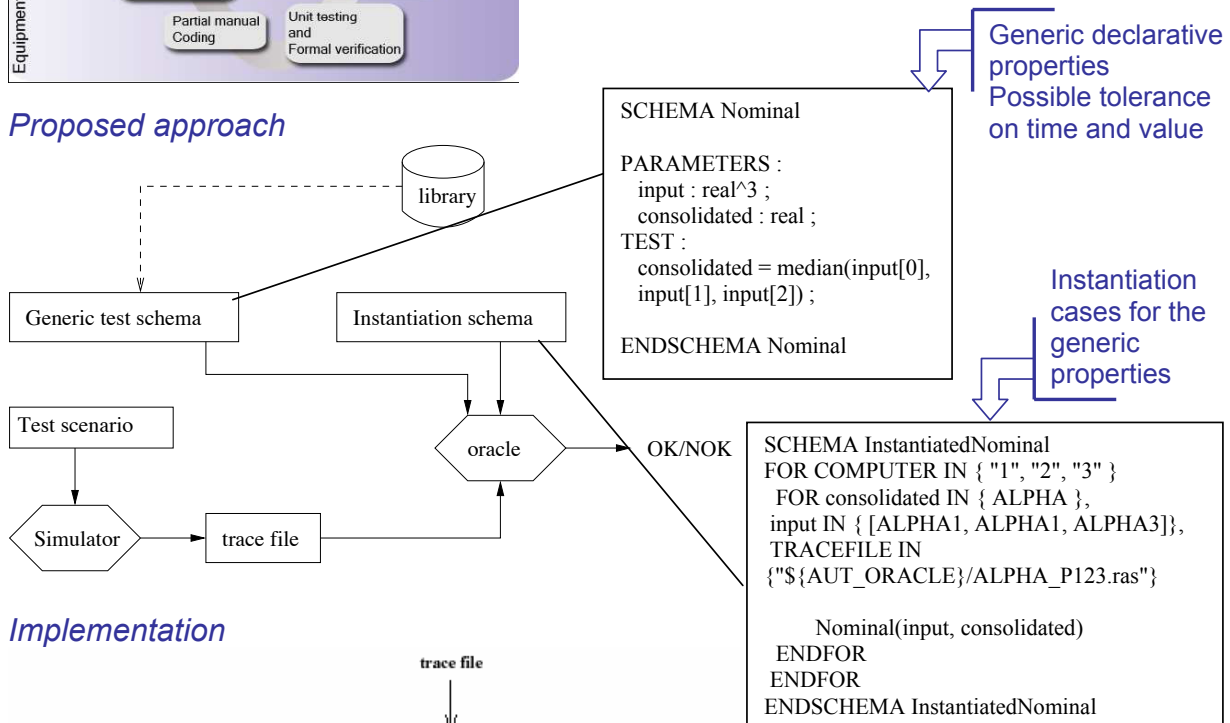 Equipmen
Partial manual
Coding
Unit testing
and
Formal verification
Proposed approach
library
Generic test schema
Instantiation schema
Test scenario
oracle
OK/NOK
Simulator
trace file
SCHEMA Nominal
PARAMETERS :
input : real^3 ;
consolidated : real ;
TEST :
consolidated = median(input[0],
input[1], input[2]) ;
ENDSCHEMA Nominal
Generic declarative
properties
Possible tolerance
on time and value
Instantiation
cases for the
generic
properties
SCHEMA InstantiatedNominal
FOR COMPUTER IN { "1", "2", "3" }
FOR consolidated IN { ALPHA },
input IN { [ALPHA1, ALPHA1, ALPHA3]},
TRACEFILE IN
{"${AUT_ORACLE}/ALPHA_P123.ras"}
Nominal(input, consolidated)
ENDFOR
ENDFOR
ENDSCHEMA InstantiatedNominal
Implementation
trace file